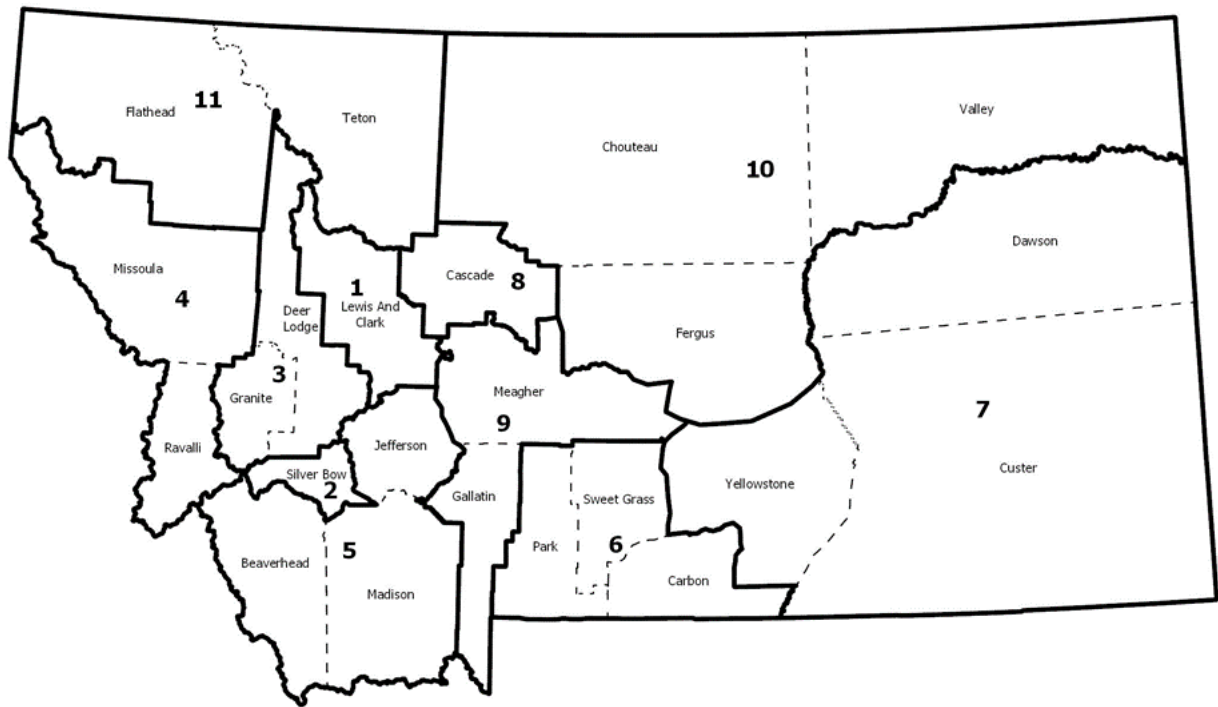 Flathead
11
Teton
Valley
Chouteau
10
Dawson
Missoula
4
1
Lewis And
Clark
Cascade
8
Deer
Lodge
Fergus
3
Granite
Meagher
9
7
Ravalli
Jefferson
Silver Bow
2
Gallatin
Sweet Grass
Yellowstone
Custer
Beaverhead
5
Madison
Park
6
Carbon